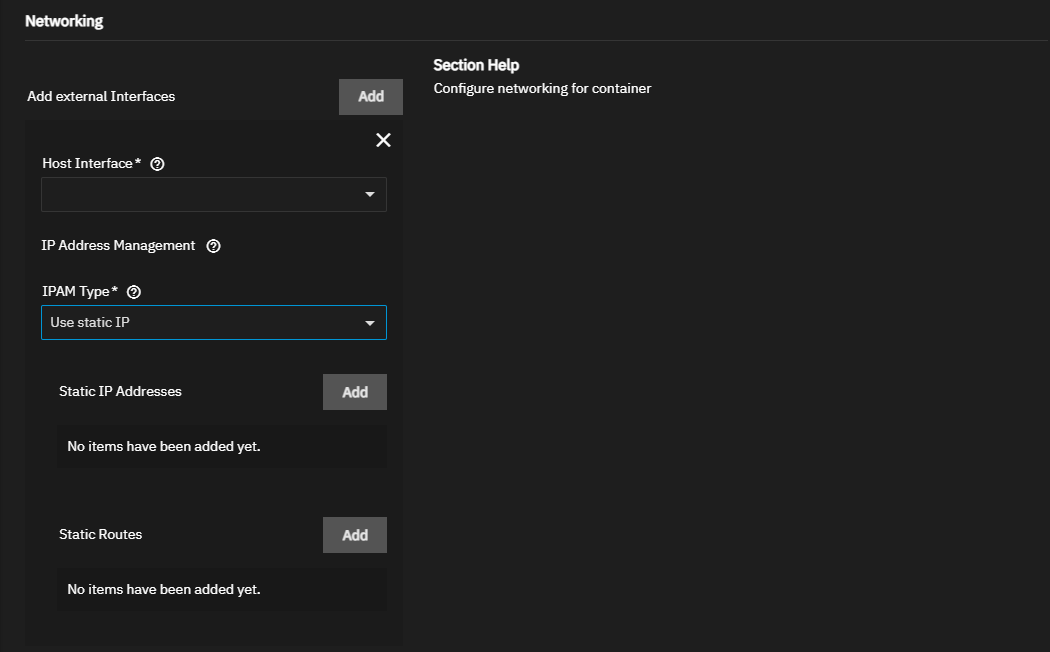 Networking
Section Help
Configure networking for container
Add external Interfaces
Add
Host Interface*
IP Address Management
IPAM Type*
Use static IP
Static IP Addresses
Add
No items have been added yet.
Static Routes
Add
No items have been added yet.